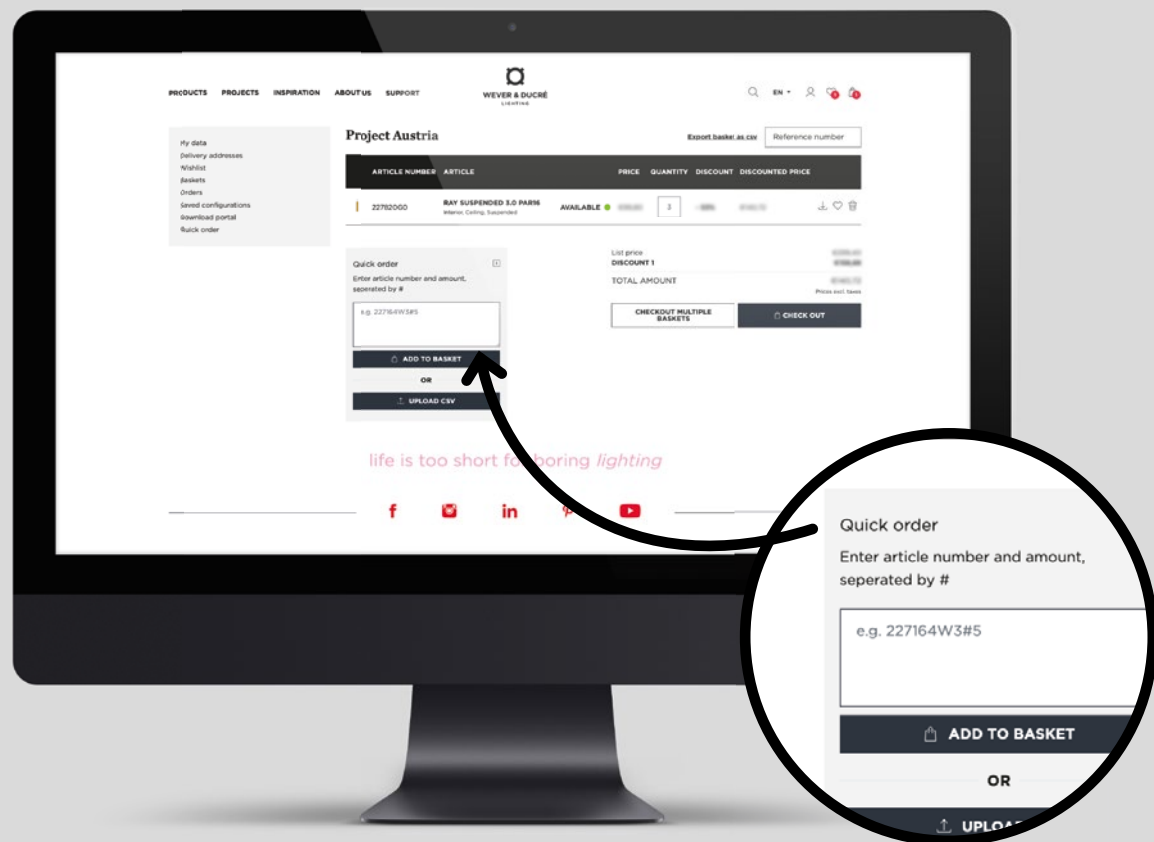 PRODUCTS PROJECTS INSPIRATION ABOUT US SUPPORT
WEVER & DUCRÉ
LIGHTING
EN
My data
Delivery addresses
Wishlist
Baskets
Orders
Saved configurations
Download portal
Quick order
Project Austria
Export basket as csv
Reference number
ARTICLE NUMBER ARTICLE PRICE QUANTITY DISCOUNT DISCOUNTED PRICE
RAY SUSPENDED 3.0 PAR16
Interior, Ceiling, Suspended
AVAILABLE
3
Quick order
Enter article number and amount,
seperated by #
e.g. 227164W3#5
ADD TO BASKET
OR
UPLOAD CSV
List price
DISCOUNT 1
TOTAL AMOUNT
Prices excl. taxes
CHECKOUT MULTIPLE
BASKETS
CHECK OUT
life is too short for boring lighting
f
in
Quick order
Enter article number and amount,
seperated by #
e.g. 227164W3#5
ADD TO BASKET
OR